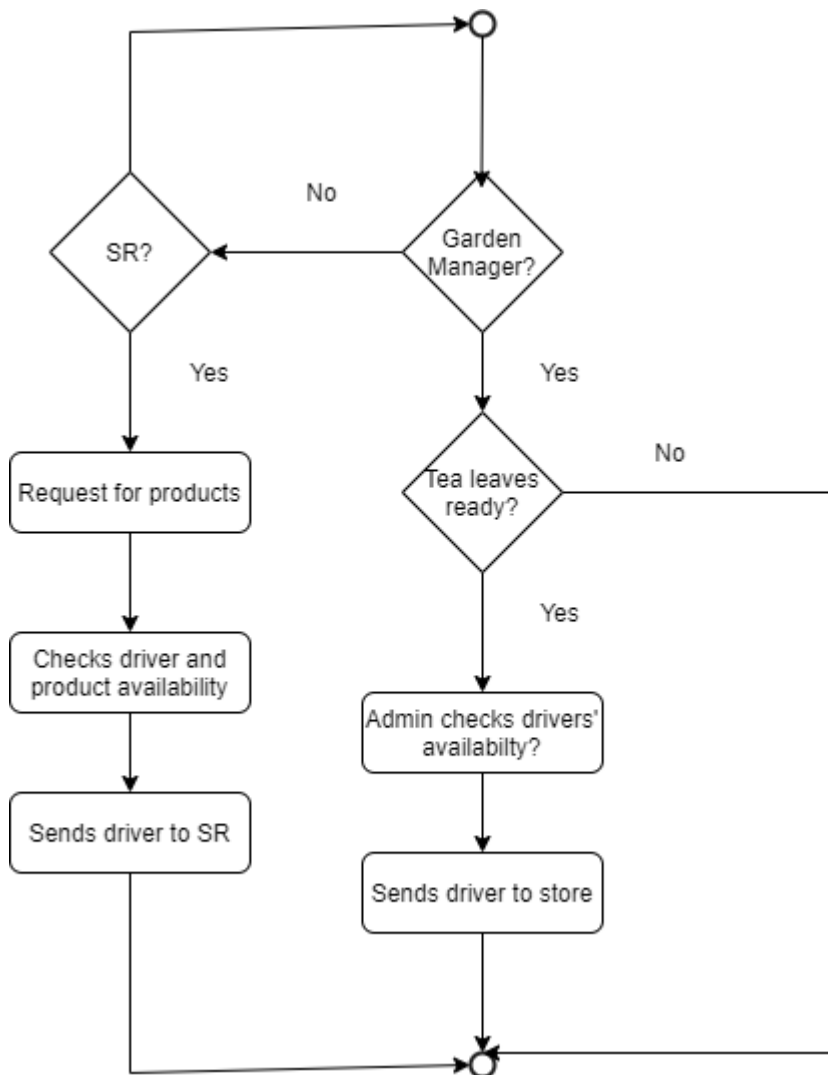 No
SR?
Garden
Manager?
Yes
Yes
No
Tea leaves
ready?
Request for products
Yes
Checks driver and
product availability
Admin checks drivers'
availabilty?
Sends driver to SR
Sends driver to store